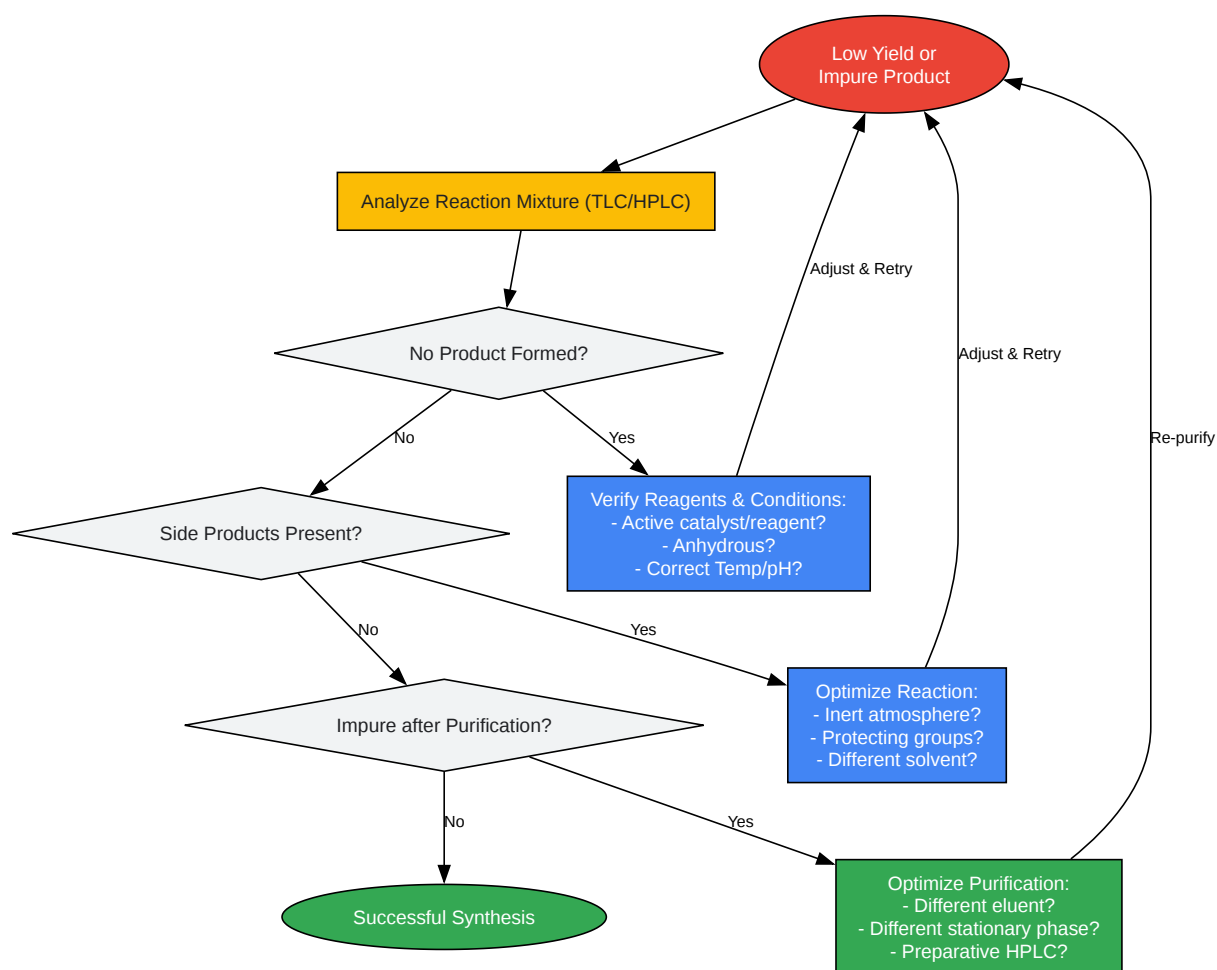 Low Yield or
Impure Product
Analyze Reaction Mixture (TLC/HPLC)
Adjust & Retry
No Product Formed?
Adjust & Retry
No
Yes
Re-purify
Verify Reagents & Conditions:
- Active catalyst/reagent?
- Anhydrous?
- Correct Temp/pH?
Side Products Present?
No
Yes
Optimize Reaction:
- Inert atmosphere?
- Protecting groups?
- Different solvent?
Impure after Purification?
No
Yes
Optimize Purification:
- Different eluent?
- Different stationary phase?
- Preparative HPLC?
Successful Synthesis